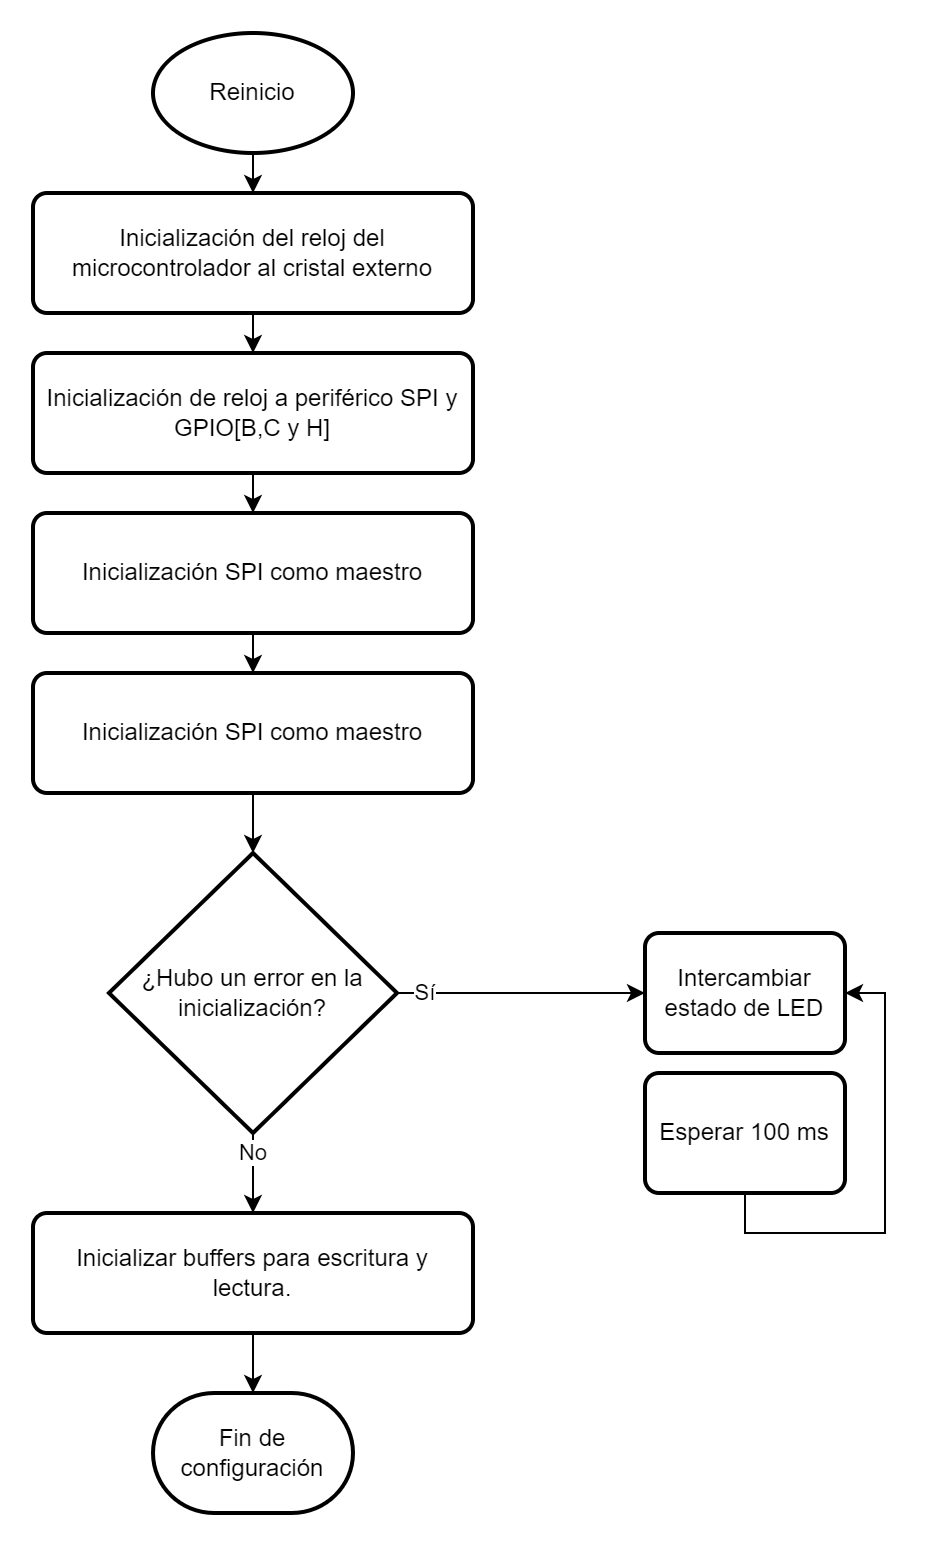 Reinicio
Inicialización del reloj del
microcontrolador al cristal externo
Inicialización de reloj a periférico SPI y
GPIO[B,C y H]
Inicialización SPI como maestro
Inicialización SPI como maestro
¿Hubo un error en la
inicialización?
Sí
Intercambiar
estado de LED
Esperar 100 ms
No
Inicializar buffers para escritura y
lectura.
Fin de
configuración